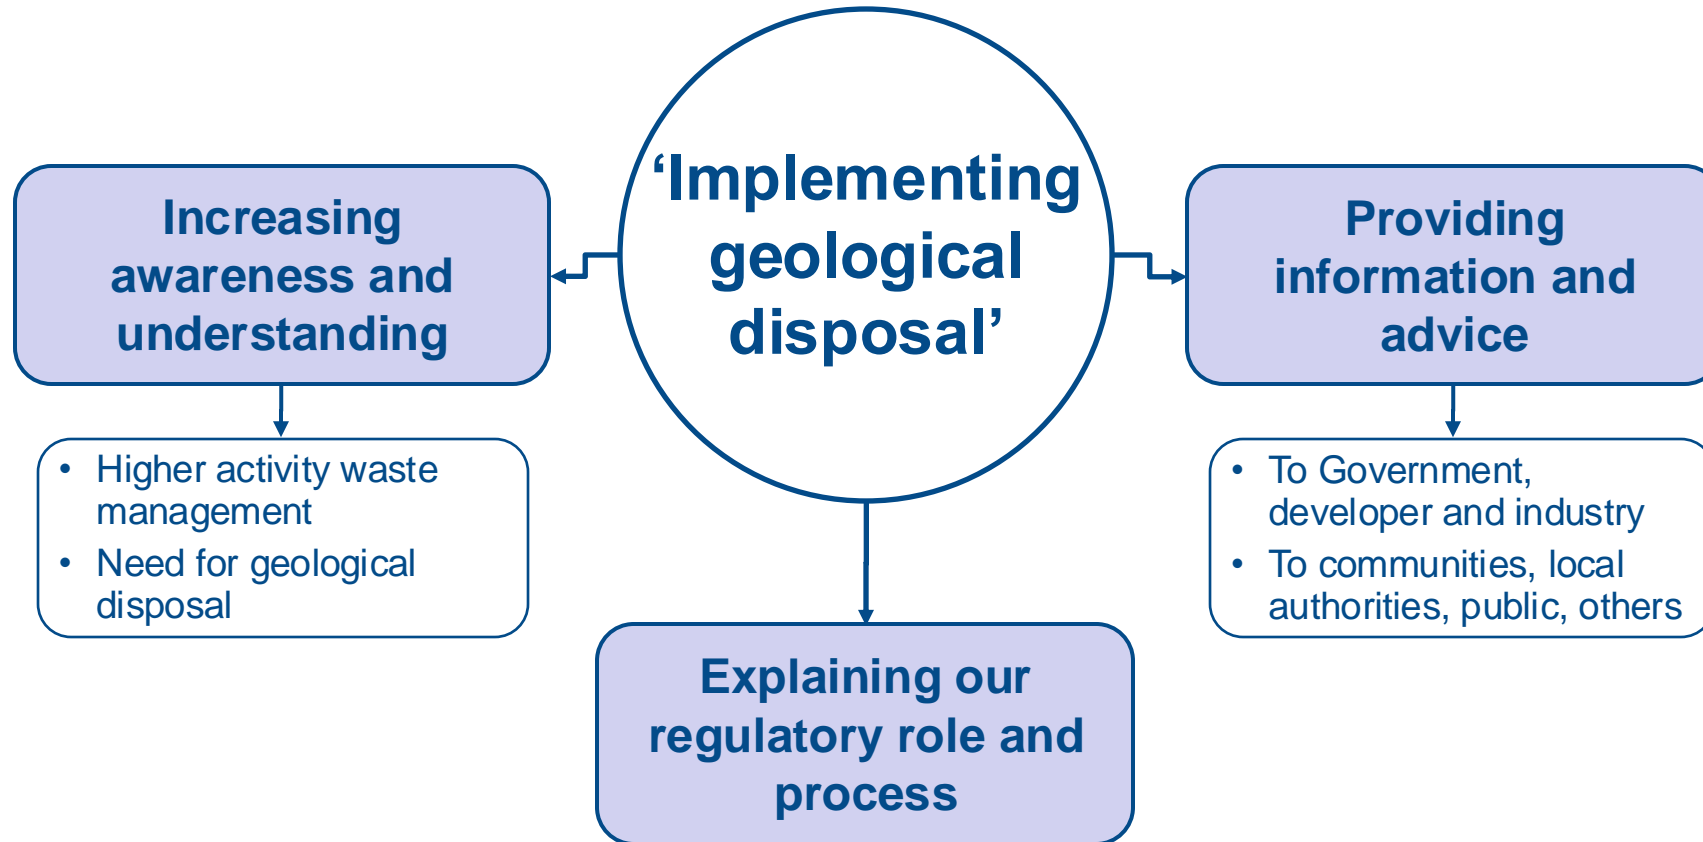 ‘Implementing
geological
disposal’
Increasing
awareness and
understanding
• Higher activity waste
management
• Need for geological
disposal
Explaining our
regulatory role and
process
Providing
information and
advice
• To Government,
developer and industry
• To communities, local
authorities, public, others